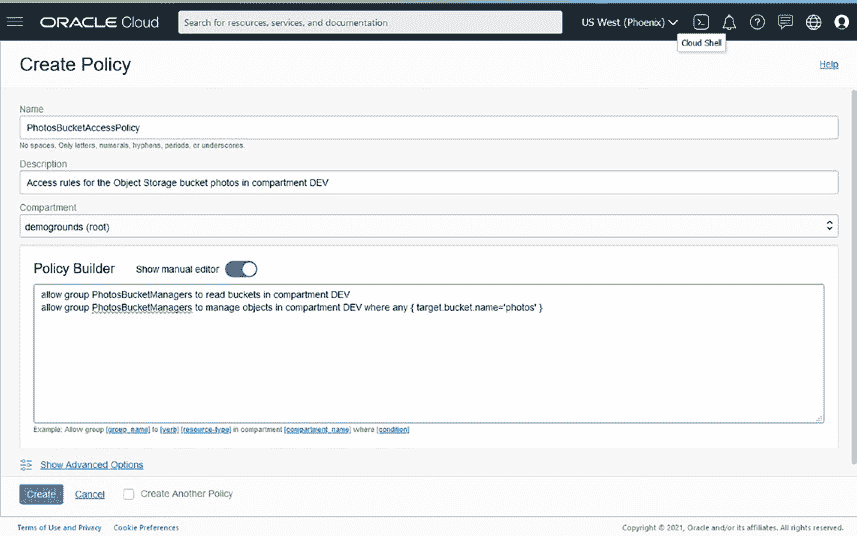 ORACLE Cloud
Search for resources, services, and documentation
US West (Phoenix)
Cloud Shell
Create Policy
Help
Name
PhotosBucketAccessPolicy
No spaces. Only letters, numerals, hyphens, periods, or underscores.
Description
Access rules for the Object Storage bucket photos in compartment DEV
Compartment
demogrounds (root)
Policy Builder
Show manual editor
allow group PhotosBucketManagers to read buckets in compartment DEV
allow group PhotosBucketManagers to manage objects in compartment DEV where any { target.bucket.name='photos' }
Example: Allow group [group_name] to [verb] [resource-type] in compartment [compartment_name] where [condition]
Show Advanced Options
Create
Cancel
Create Another Policy
Terms of Use and Privacy
Cookie Preferences
Copyright © 2021, Oracle and/or its affiliates. All rights reserved.